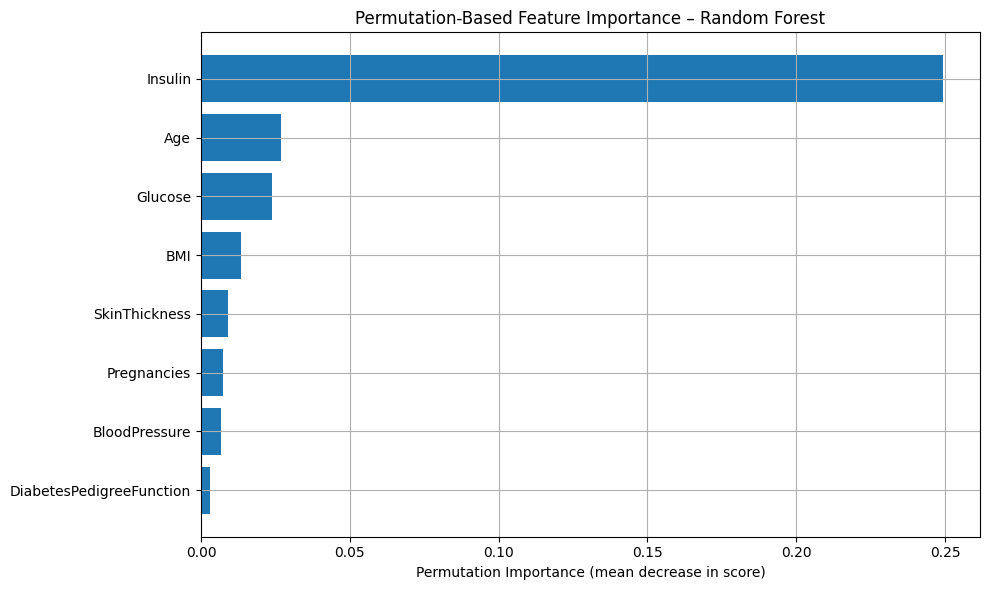 Permutation-Based Feature Importance – Random Forest
Insulin
Age
Glucose
BMI
SkinThickness
Pregnancies
BloodPressure
DiabetesPedigreeFunction
0.00 0.05 0.10 0.15 0.20 0.25
Permutation Importance (mean decrease in score)